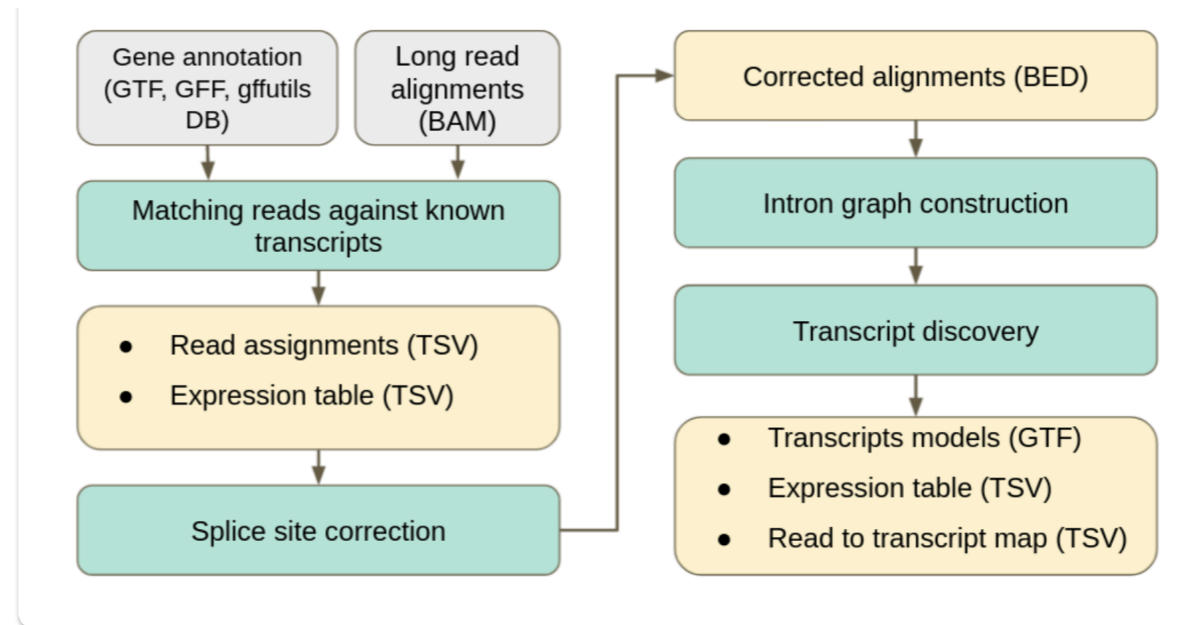 Gene annotation
(GTF, GFF, gffutils
DB)
Long read
alignments
(BAM)
Matching reads against known
transcripts
● Read assignments (TSV)
● Expression table (TSV)
Splice site correction
Corrected alignments (BED)
Intron graph construction
Transcript discovery
● Transcripts models (GTF)
● Expression table (TSV)
● Read to transcript map (TSV)